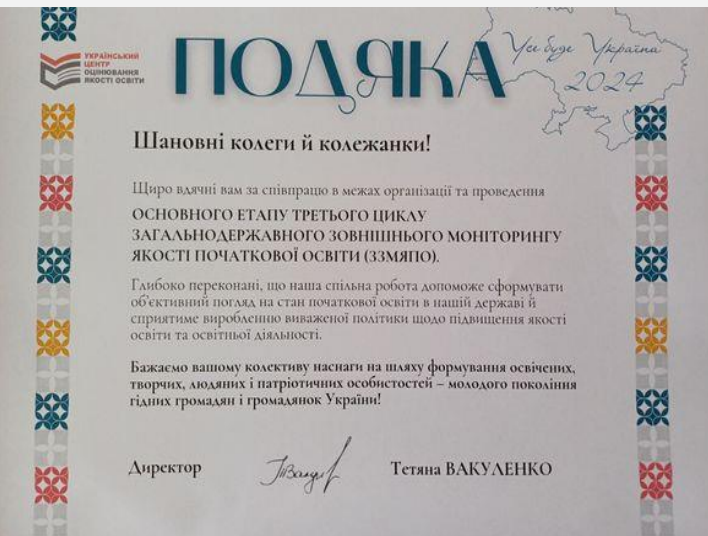 УКРАЇНСЬКИЙ
ЦЕНТР
ОЦІНЮВАННЯ
ЯКОСТІ ОСВІТИ
ПОДЯКА
Усе буде Україна
2024
Шановні колеги й колежанки!
Щиро вдячні вам за співпрацю в межах організації та проведення
ОСНОВНОГО ЕТАПУ ТРЕТЬОГО ЦИКЛУ
ЗАГАЛЬНОДЕРЖАВНОГО ЗОВНІШНЬОГО МОНІТОРИНГУ
ЯКОСТІ ПОЧАТКОВОЇ ОСВІТИ (ЗЗМЯПО).
Глибоко переконані, що наша спільна робота допоможе сформувати
об'єктивний погляд на стан початкової освіти в нашій державі й
сприятиме виробленню виваженої політики щодо підвищення якості
освіти та освітньої діяльності.
Бажаємо вашому колективу наснаги на шляху формування освічених,
творчих, людяних і патріотичних особистостей – молодого покоління
гідних громадян і громадянок України!
Директор Тетяна ВАКУЛЕНКО